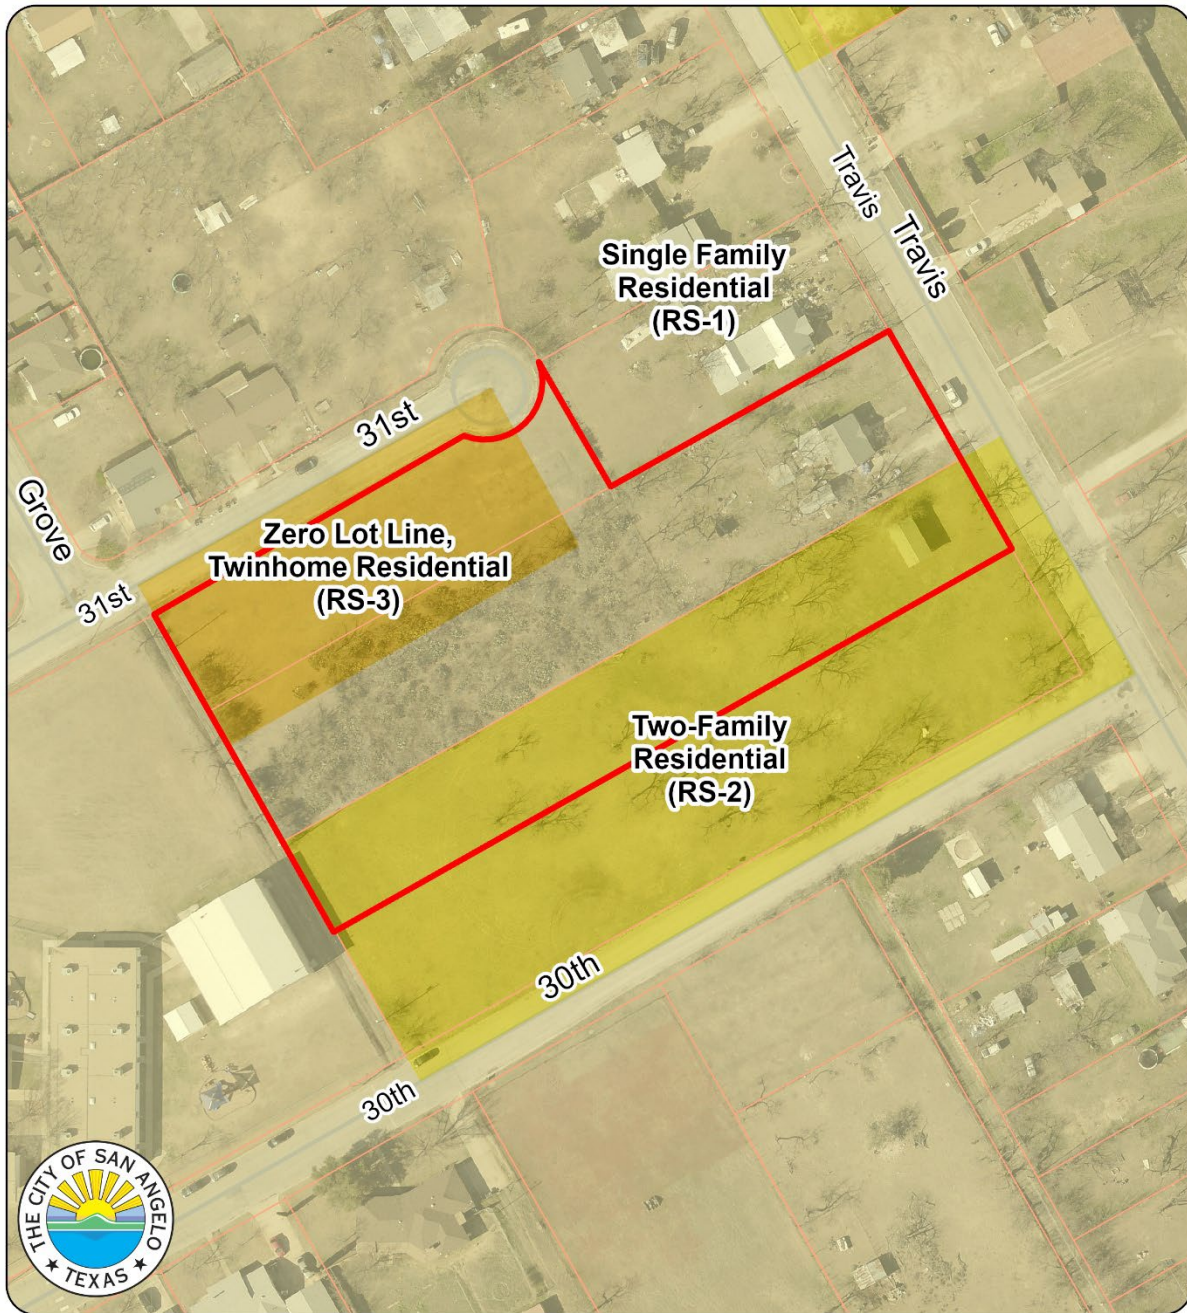 Travis
Travis
Single Family
Residential
(RS-1)
31st
Grove
Zero Lot Line,
Twinhome Residential
(RS-3)
31st
Two-Family
Residential
(RS-2)
30th
30th
THE CITY OF SAN ANGELO
★ TEXAS ★